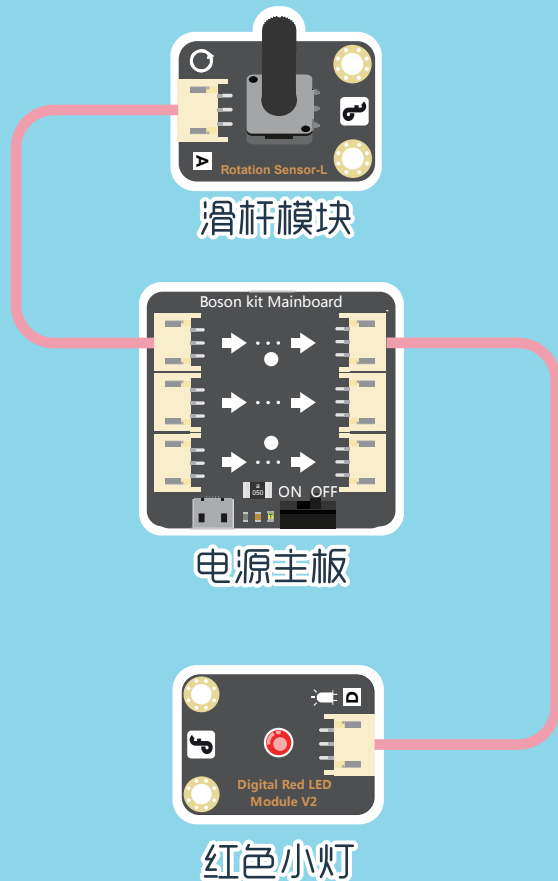 A
Rotation Sensor-L
滑杆模块
Boson kit Mainboard
a
050
ON OFF
电源主板
D
Digital Red LED
Module V2
红色小灯